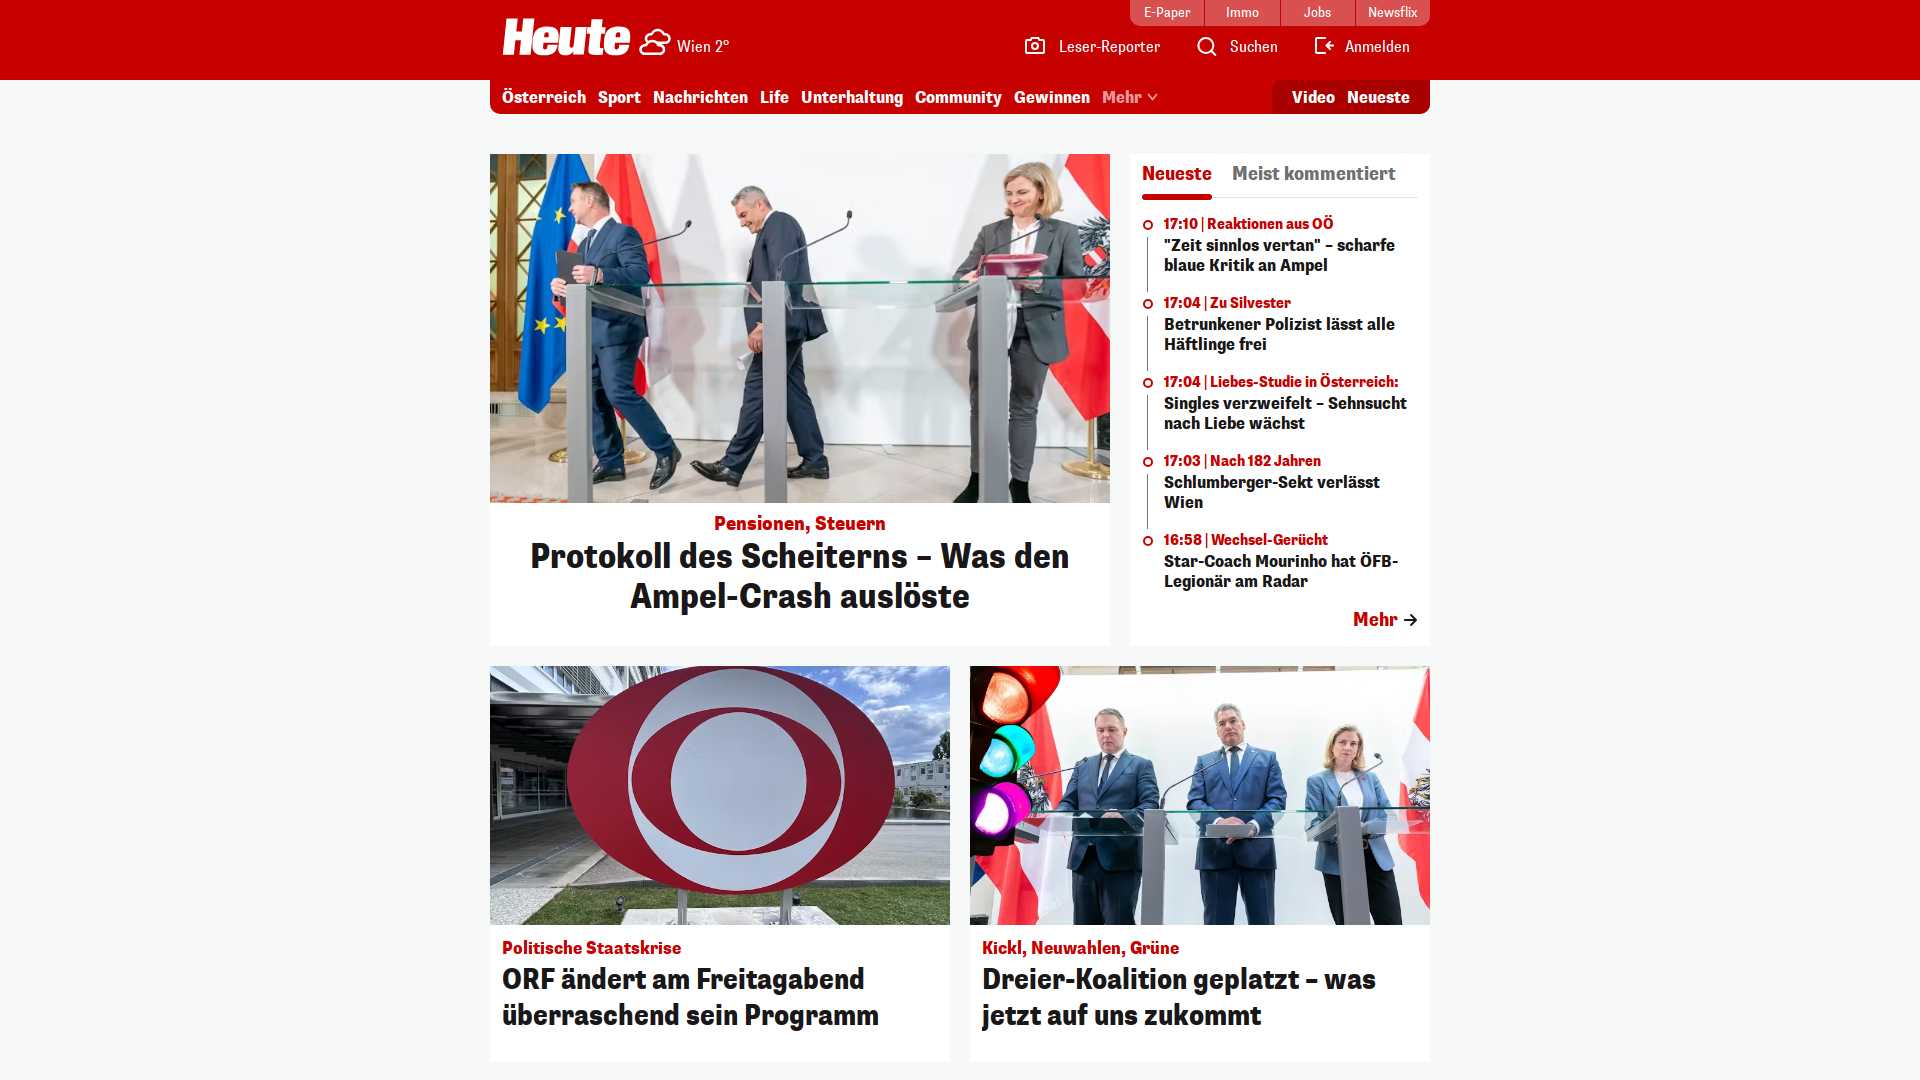 E-Paper
Immo
Jobs
Newsflix
Heute
Wien 2°
Leser-Reporter
Suchen
Anmelden
Österreich
Sport
Nachrichten
Life
Unterhaltung
Community
Gewinnen
Mehr
Video
Neueste
Pensionen, Steuern
Protokoll des Scheiterns – Was den
Ampel-Crash auslöste
Neueste
Meist kommentiert
17:10 | Reaktionen aus OÖ
"Zeit sinnlos vertan" – scharfe
blaue Kritik an Ampel
17:04 | Zu Silvester
Betrunkener Polizist lässt alle
Häftlinge frei
17:04 | Liebes-Studie in Österreich:
Singles verzweifelt – Sehnsucht
nach Liebe wächst
17:03 | Nach 182 Jahren
Schlumberger-Sekt verlässt
Wien
16:58 | Wechsel-Gerücht
Star-Coach Mourinho hat ÖFB-
Legionär am Radar
Mehr
Politische Staatskrise
ORF ändert am Freitagabend
überraschend sein Programm
Kickl, Neuwahlen, Grüne
Dreier-Koalition geplatzt – was
jetzt auf uns zukommt